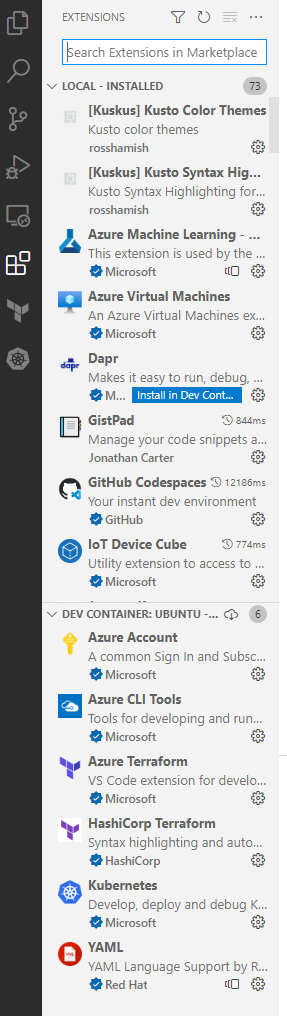 EXTENSIONS
Search Extensions in Marketplace
LOCAL - INSTALLED 73
[Kuskus] Kusto Color Themes
Kusto color themes
rosshamish
[Kuskus] Kusto Syntax Hig...
Kusto Syntax Highlighting for...
rosshamish
Azure Machine Learning - ...
This extension is used by the ...
Microsoft
Azure Virtual Machines
An Azure Virtual Machines ex...
Microsoft
dapr
Dapr
Makes it easy to run, debug, ...
M... Install in Dev Cont...
GistPad 844ms
Manage your code snippets a...
Jonathan Carter
GitHub Codespaces 12186ms
Your instant dev environment
GitHub
IoT Device Cube 774ms
Utility extension to access to ...
Microsoft
DEV CONTAINER: UBUNTU -... 6
Azure Account
A common Sign In and Subsc...
Microsoft
Azure CLI Tools
Tools for developing and run...
Microsoft
Azure Terraform
VS Code extension for develo...
Microsoft
HashiCorp Terraform
Syntax highlighting and auto...
HashiCorp
Kubernetes
Develop, deploy and debug K...
Microsoft
YAML
YAML Language Support by R...
Red Hat